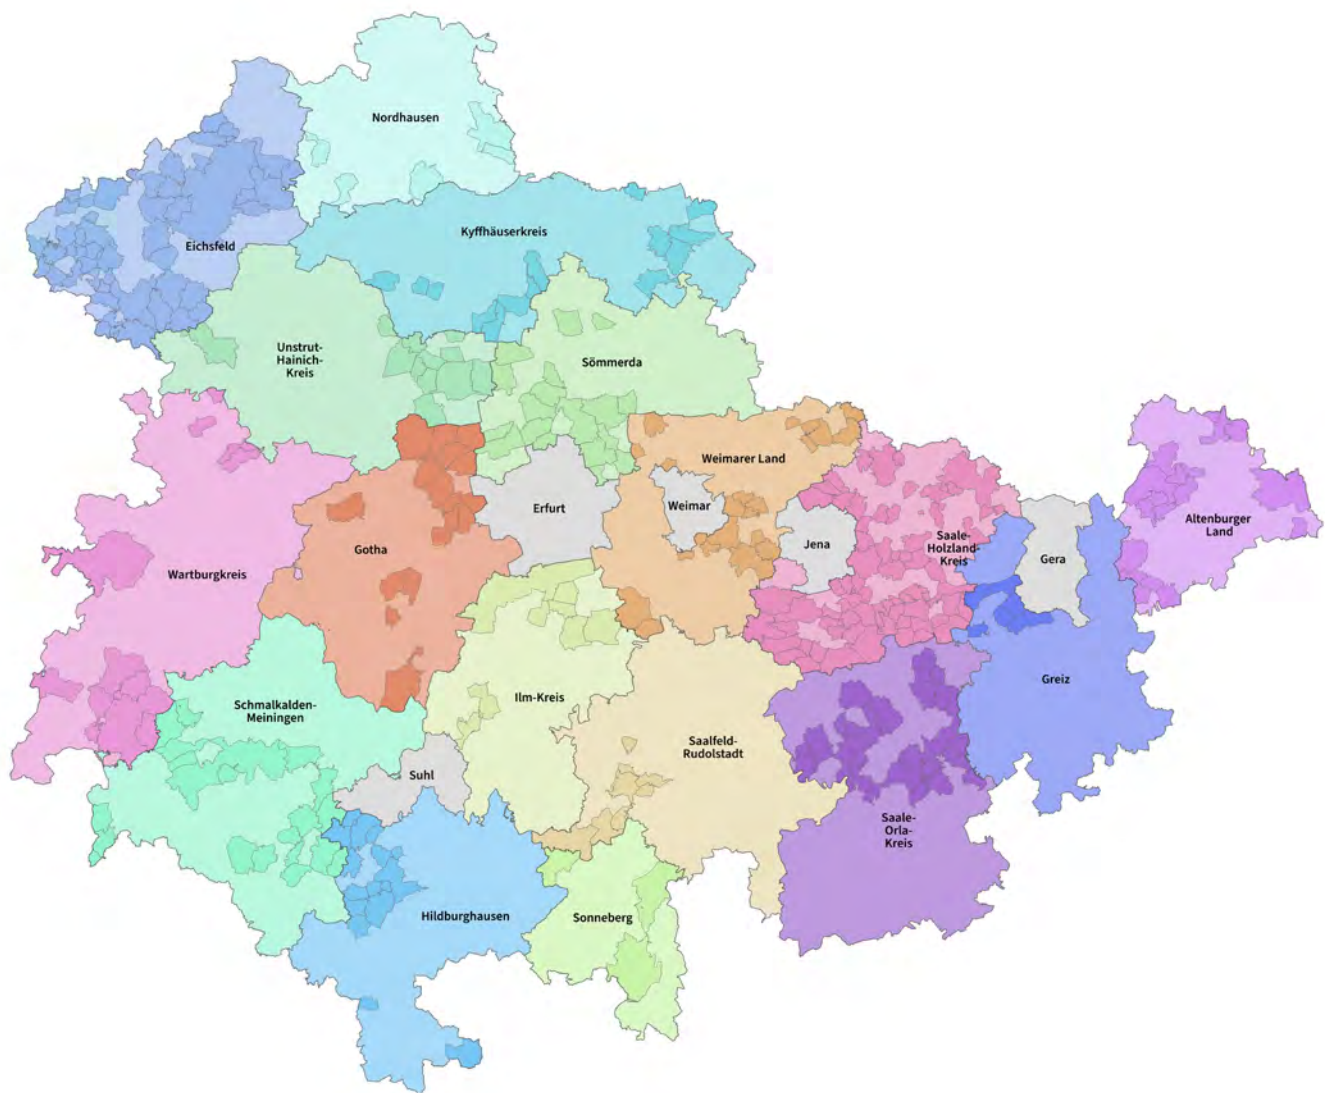 Nordhausen
Kyffhäuserkreis
Eichsfeld
Unstrut-
Hainich-
Kreis
Sömmerda
Weimarer Land
Erfurt
Weimar
Jena
Saale-
Holzland-
Kreis
Gera
Altenburger
Land
Gotha
Wartburgkreis
Greiz
Ilm-Kreis
Schmalkalden-
Meiningen
Saalfeld-
Rudolstadt
Suhl
Saale-
Orla-
Kreis
Hildburghausen
Sonneberg